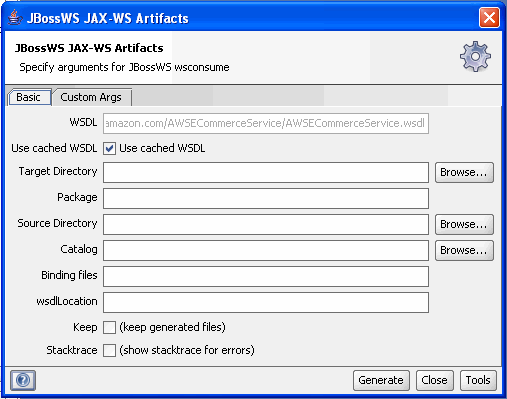 JBossWS JAX-WS Artifacts
JBossWS JAX-WS Artifacts
Specify arguments for JBossWS wsconsume
Basic Custom Args
WSDL amazon.com/AWSECommerceService/AWSECommerceService.wsdl
Use cached WSDL Use cached WSDL
Target Directory Browse...
Package
Source Directory Browse...
Catalog Browse...
Binding files
wsdlLocation
Keep (keep generated files)
Stacktrace (show stacktrace for errors)
? Generate Close Tools